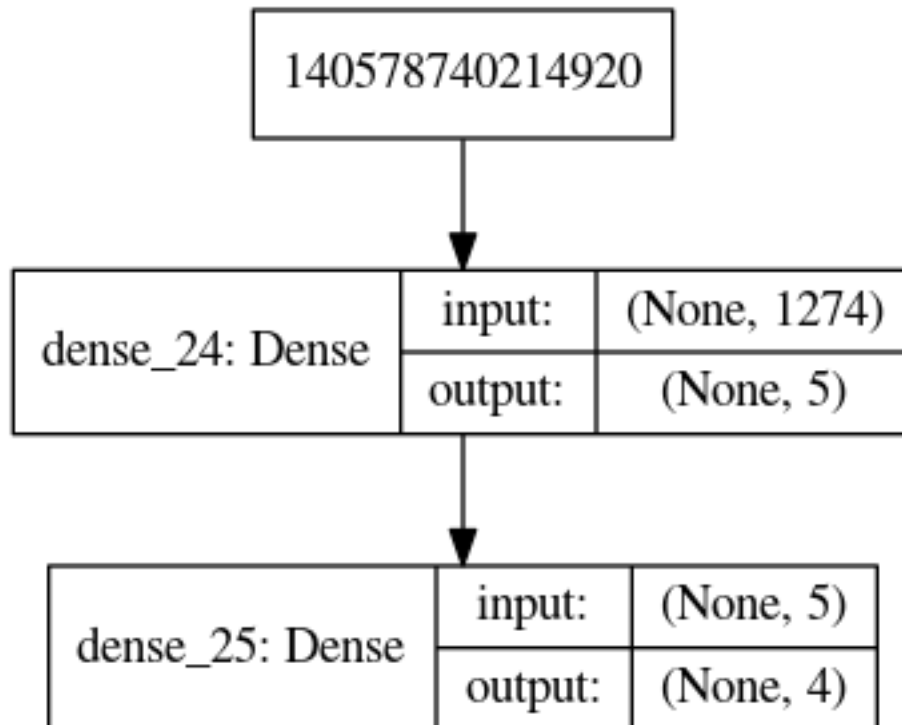 140578740214920
dense_24: Dense
input:
(None, 1274)
output:
(None, 5)
dense_25: Dense
input:
(None, 5)
output:
(None, 4)